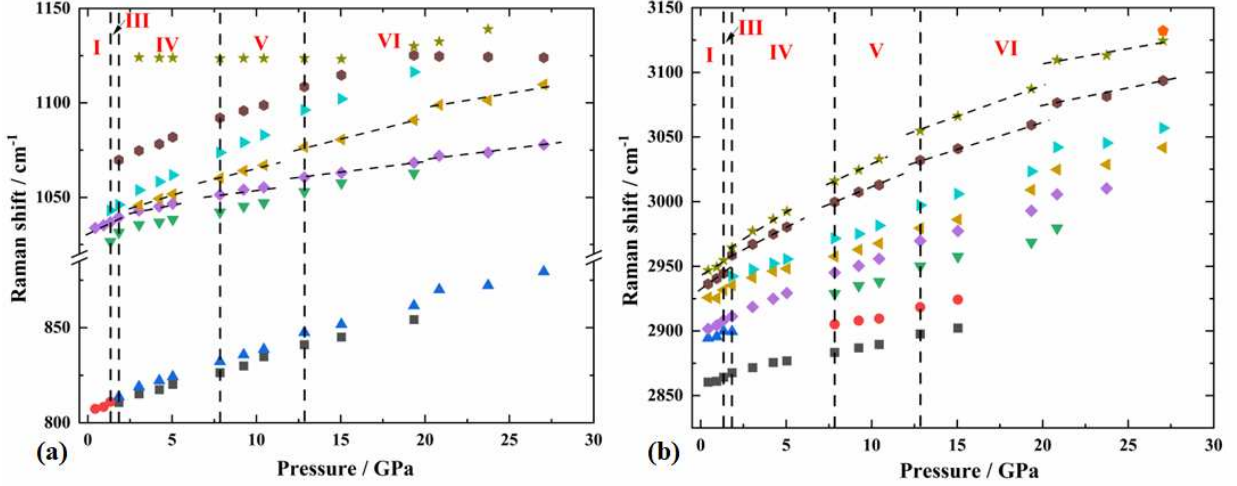 III
I
IV
V
VI
1150
1100
1050
850
800
Raman shift / cm⁻¹
0
5
10
15
20
25
30
(a)
Pressure / GPa
III
I
IV
V
VI
3150
3100
3050
3000
2950
2900
2850
Raman shift / cm⁻¹
0
5
10
15
20
25
30
(b)
Pressure / GPa